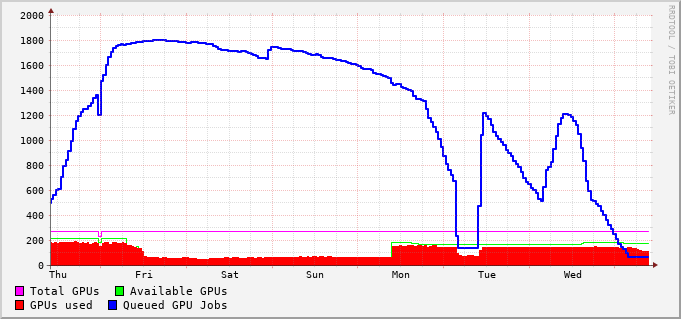 2000
1800
1600
1400
1200
1000
800
600
400
200
0
Thu Fri Sat Sun Mon Tue Wed
Total GPUs Available GPUs
GPUs used Queued GPU Jobs
RRDTOOL / TOBI OETIKER